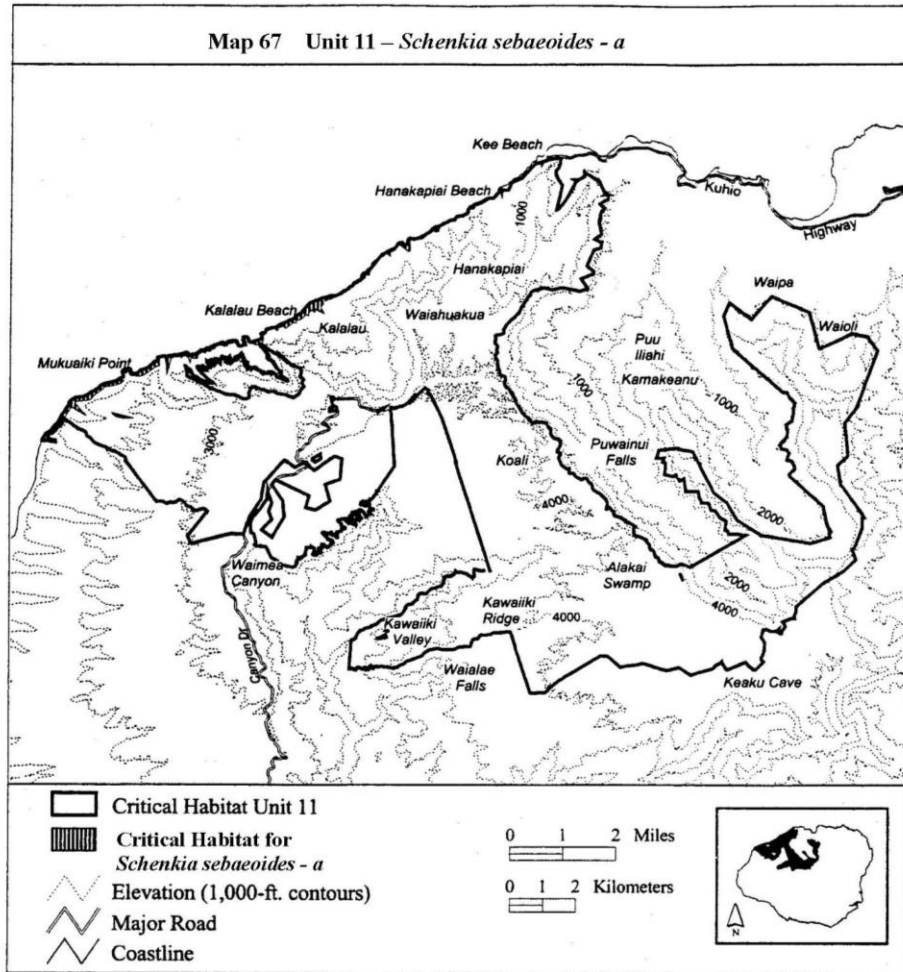 Map 67 Unit 11 – Schenkia sebaeoides - a
Kee Beach
Hanakapiai Beach
1000
Kuhio
Highway
Hanakapiai
Waipa
Kalalau Beach
Kalalau
Waiahuakua
Waioli
Mukuaiki Point
Puu
Iliahi
Kamakeanu
1000
1000
3000
Koali
Puwainui
Falls
4000
2000
Waimea
Canyon
Alakai
Swamp
2000
4000
Kawaiiki
Valley
Kawaiiki
Ridge
4000
Canyon Dr
Waialae
Falls
Keaku Cave
Critical Habitat Unit 11
Critical Habitat for
Schenkia sebaeoides - a
Elevation (1,000-ft. contours)
Major Road
Coastline
0 1 2 Miles
0 1 2 Kilometers
N